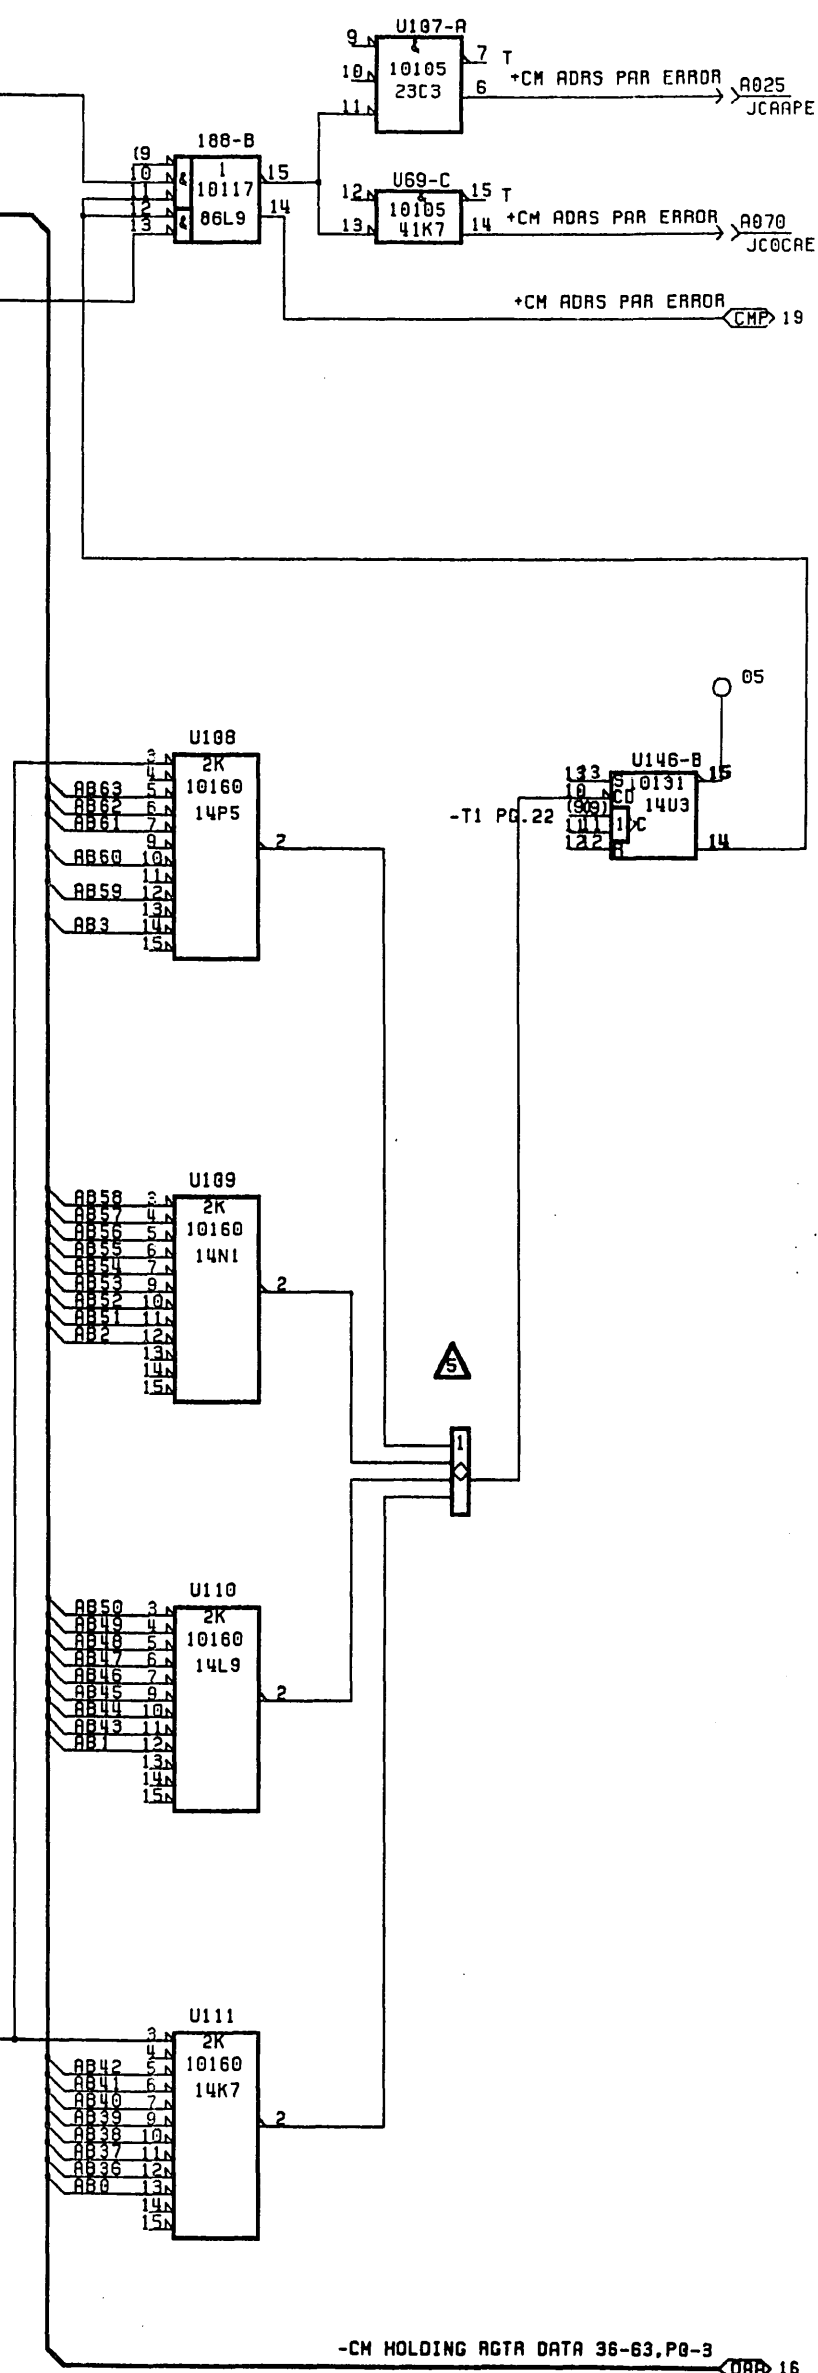 U107-A
9
&
7 T
10
10105
+CM ADRS PAR ERROR
A025
23C3
6
11
JCAAPE
188-B
(9
1
15
10
&
10117
11
12
86L9
14
&
13
U69-C
12
&
15 T
10105
+CM ADRS PAR ERROR
A070
13
41K7
14
JC0CAE
+CM ADRS PAR ERROR
CMP 19
05
U146-B
13
S
10131
15
10
CD
14U3
-T1 PG.22
(9)
11
1
C
12
R
14
U108
3
2K
4
10160
AB63 5
14P5
AB62 6
AB61 7
9
2
AB60 10
11
AB59 12
13
AB3 14
15
U109
AB58 3
2K
AB57 4
10160
AB56 5
14N1
AB55 6
AB54 7
AB53 9
2
AB52 10
AB51 11
AB2 12
13
14
15
5
1
U110
AB50 3
2K
AB49 4
10160
AB48 5
14L9
AB47 6
AB46 7
AB45 9
2
AB44 10
AB43 11
AB1 12
13
14
15
U111
3
2K
4
10160
AB42 5
14K7
AB41 6
AB40 7
AB39 9
2
AB38 10
AB37 11
AB36 12
AB0 13
14
15
-CM HOLDING RGTR DATA 36-63,P0-3
16